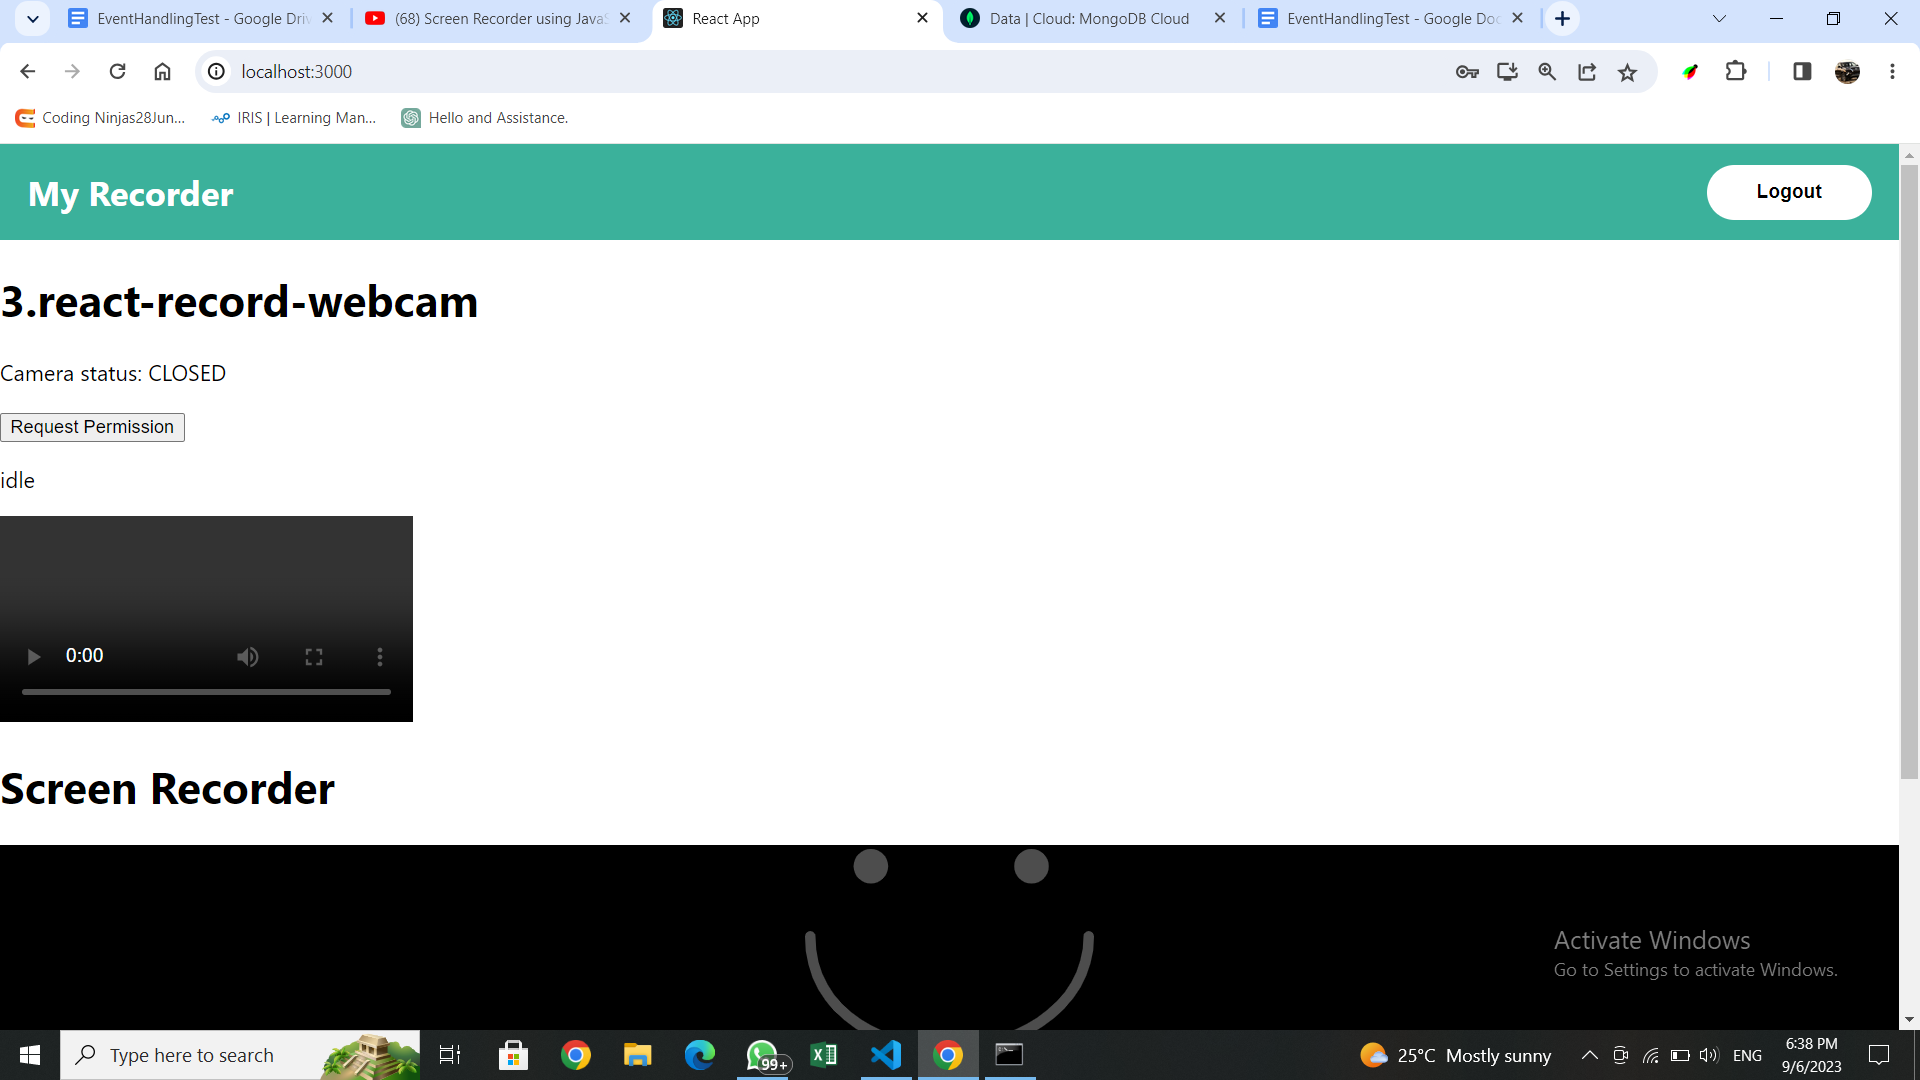 EventHandlingTest - Google Driv
(68) Screen Recorder using JavaS
React App
Data | Cloud: MongoDB Cloud
EventHandlingTest - Google Doc
localhost:3000
Coding Ninjas28Jun...
IRIS | Learning Man...
Hello and Assistance.
My Recorder
Logout
3.react-record-webcam
Camera status: CLOSED
Request Permission
idle
0:00
Screen Recorder
Activate Windows
Go to Settings to activate Windows.
Type here to search
99+
25°C Mostly sunny
ENG
6:38 PM
9/6/2023